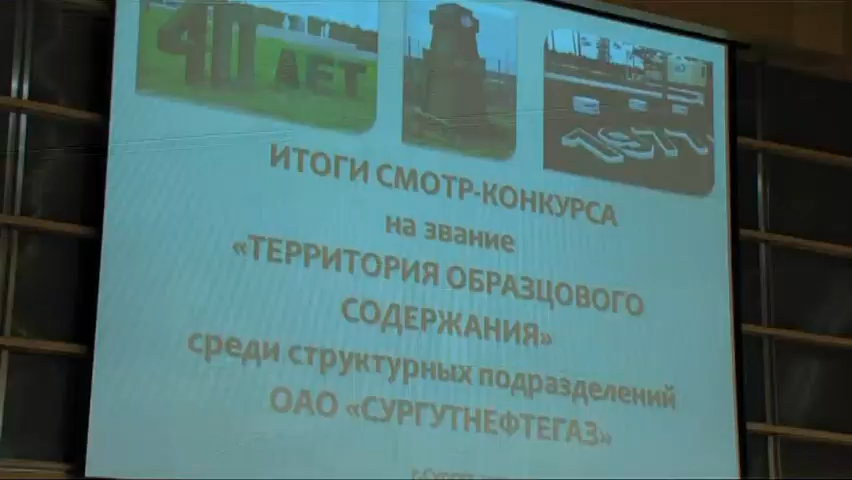 40 ЛЕТ
ИТОГИ СМОТР-КОНКУРСА
на звание
«ТЕРРИТОРИЯ ОБРАЗЦОВОГО
СОДЕРЖАНИЯ»
среди структурных подразделений
ОАО «СУРГУТНЕФТЕГАЗ»